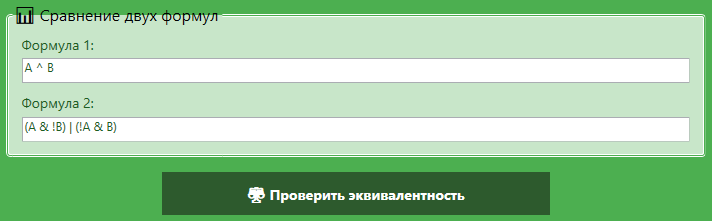 Сравнение двух формул
Формула 1:
A ^ B
Формула 2:
(A & !B) | (!A & B)
Проверить эквивалентность